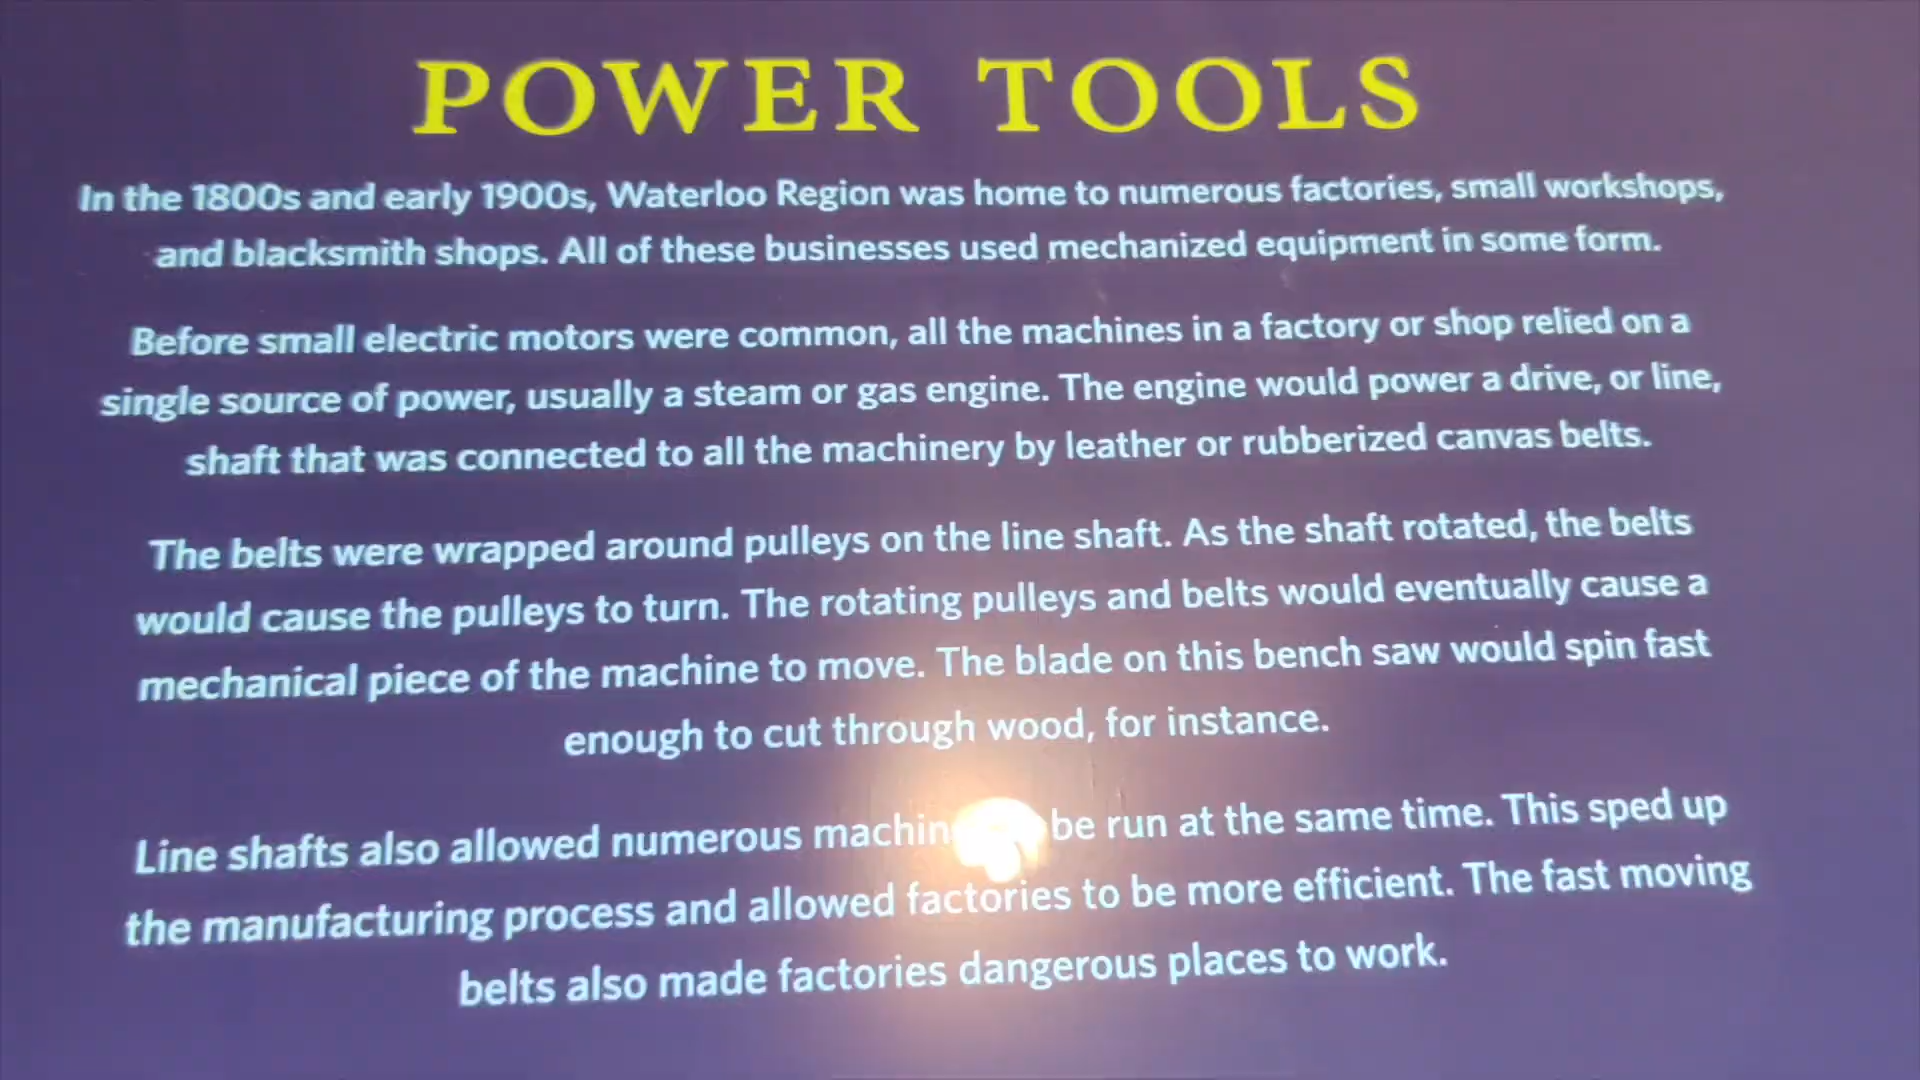 POWER TOOLS
In the 1800s and early 1900s, Waterloo Region was home to numerous factories, small workshops,
and blacksmith shops. All of these businesses used mechanized equipment in some form.
Before small electric motors were common, all the machines in a factory or shop relied on a
single source of power, usually a steam or gas engine. The engine would power a drive, or line,
shaft that was connected to all the machinery by leather or rubberized canvas belts.
The belts were wrapped around pulleys on the line shaft. As the shaft rotated, the belts
would cause the pulleys to turn. The rotating pulleys and belts would eventually cause a
mechanical piece of the machine to move. The blade on this bench saw would spin fast
enough to cut through wood, for instance.
Line shafts also allowed numerous be run at the same time. This sped up
the manufacturing process and allowed factories to be more efficient. The fast moving
belts also made factories dangerous places to work.